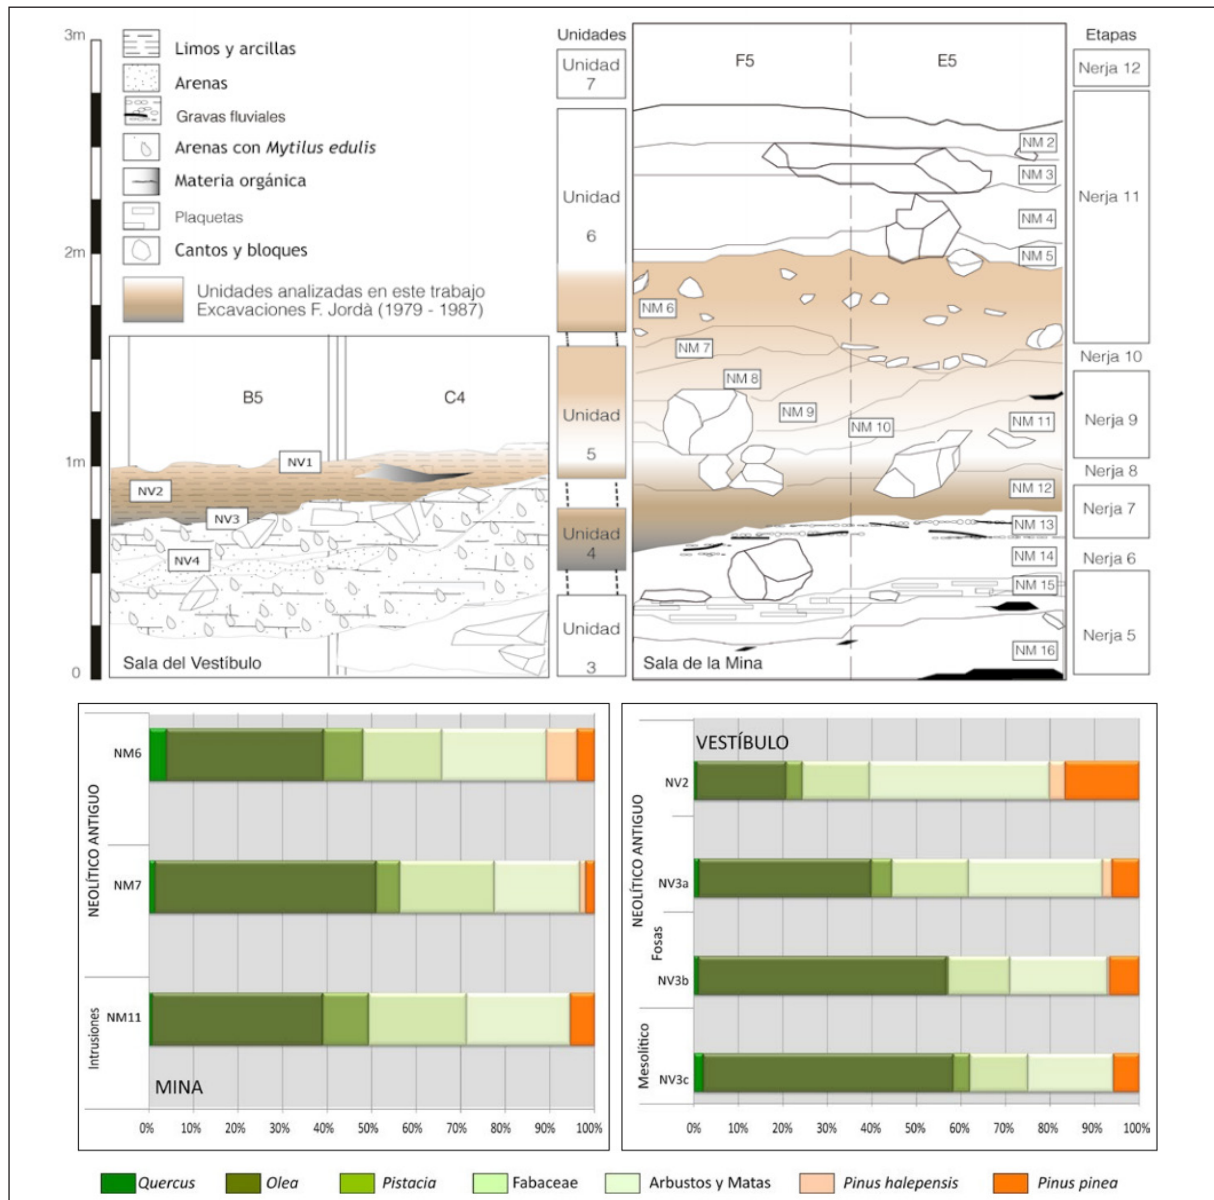 3m
2m
1m
0
Limos y arcillas
Arenas
Gravas fluviales
Arenas con Mytilus edulis
Materia orgánica
Plaquetas
Cantos y bloques
Unidades analizadas en este trabajo
Excavaciones F. Jordà (1979 - 1987)
B5
C4
NV1
NV2
NV3
NV4
Sala del Vestíbulo
Unidades
Unidad
7
Unidad
6
Unidad
5
Unidad
4
Unidad
3
F5
E5
NM 2
NM 3
NM 4
NM 5
NM 6
NM 7
NM 8
NM 9
NM 10
NM 11
NM 12
NM 13
NM 14
NM 15
NM 16
Sala de la Mina
Etapas
Nerja 12
Nerja 11
Nerja 10
Nerja 9
Nerja 8
Nerja 7
Nerja 6
Nerja 5
NEOLÍTICO ANTIGUO
Intrusiones
NM6
NM7
NM11
MINA
0% 10% 20% 30% 40% 50% 60% 70% 80% 90% 100%
VESTÍBULO
NEOLÍTICO ANTIGUO
Fosas
Mesolítico
NV2
NV3a
NV3b
NV3c
0% 10% 20% 30% 40% 50% 60% 70% 80% 90% 100%
Quercus Olea Pistacia Fabaceae Arbustos y Matas Pinus halepensis Pinus pinea